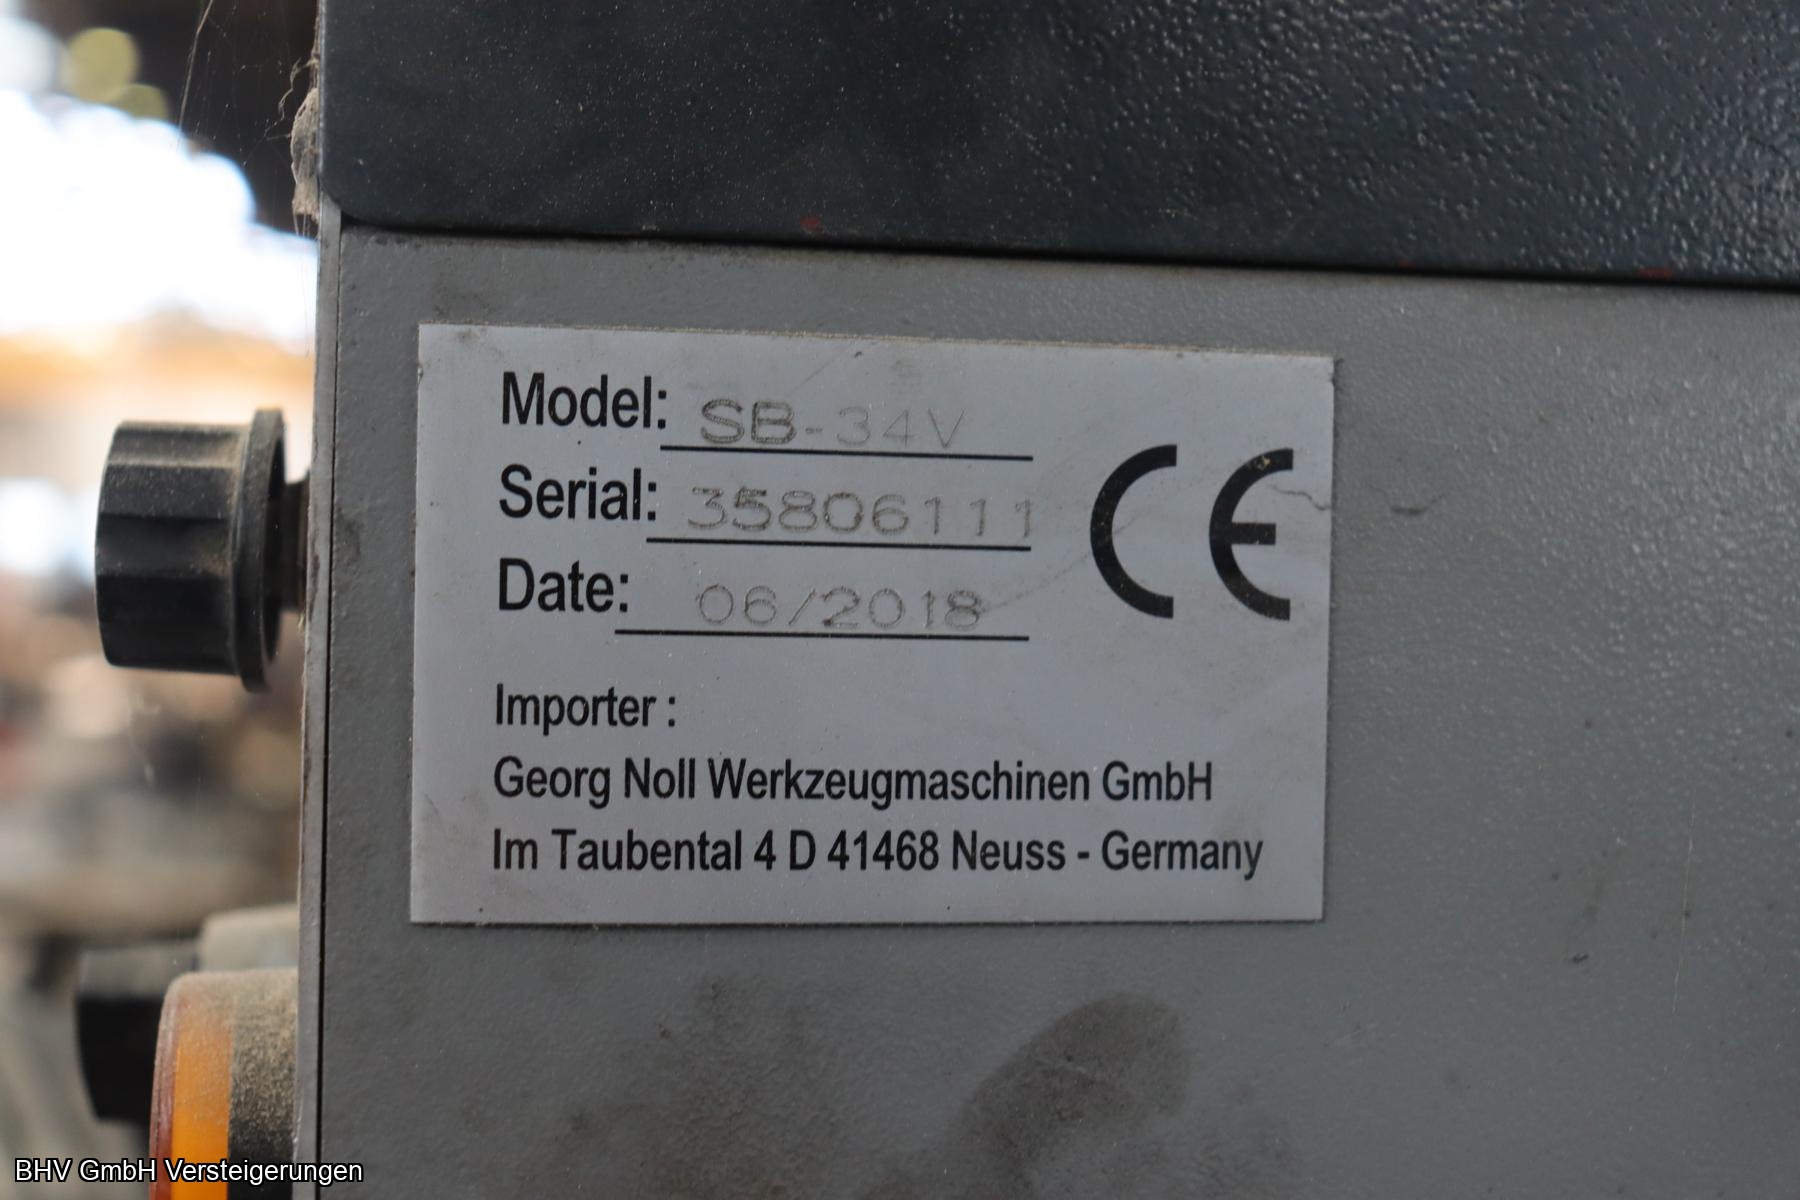 Model: SB-34V
Serial: 35806111
Date: 06/2018
CE
Importer :
Georg Noll Werkzeugmaschinen GmbH
Im Taubental 4 D 41468 Neuss - Germany
BHV GmbH Versteigerungen